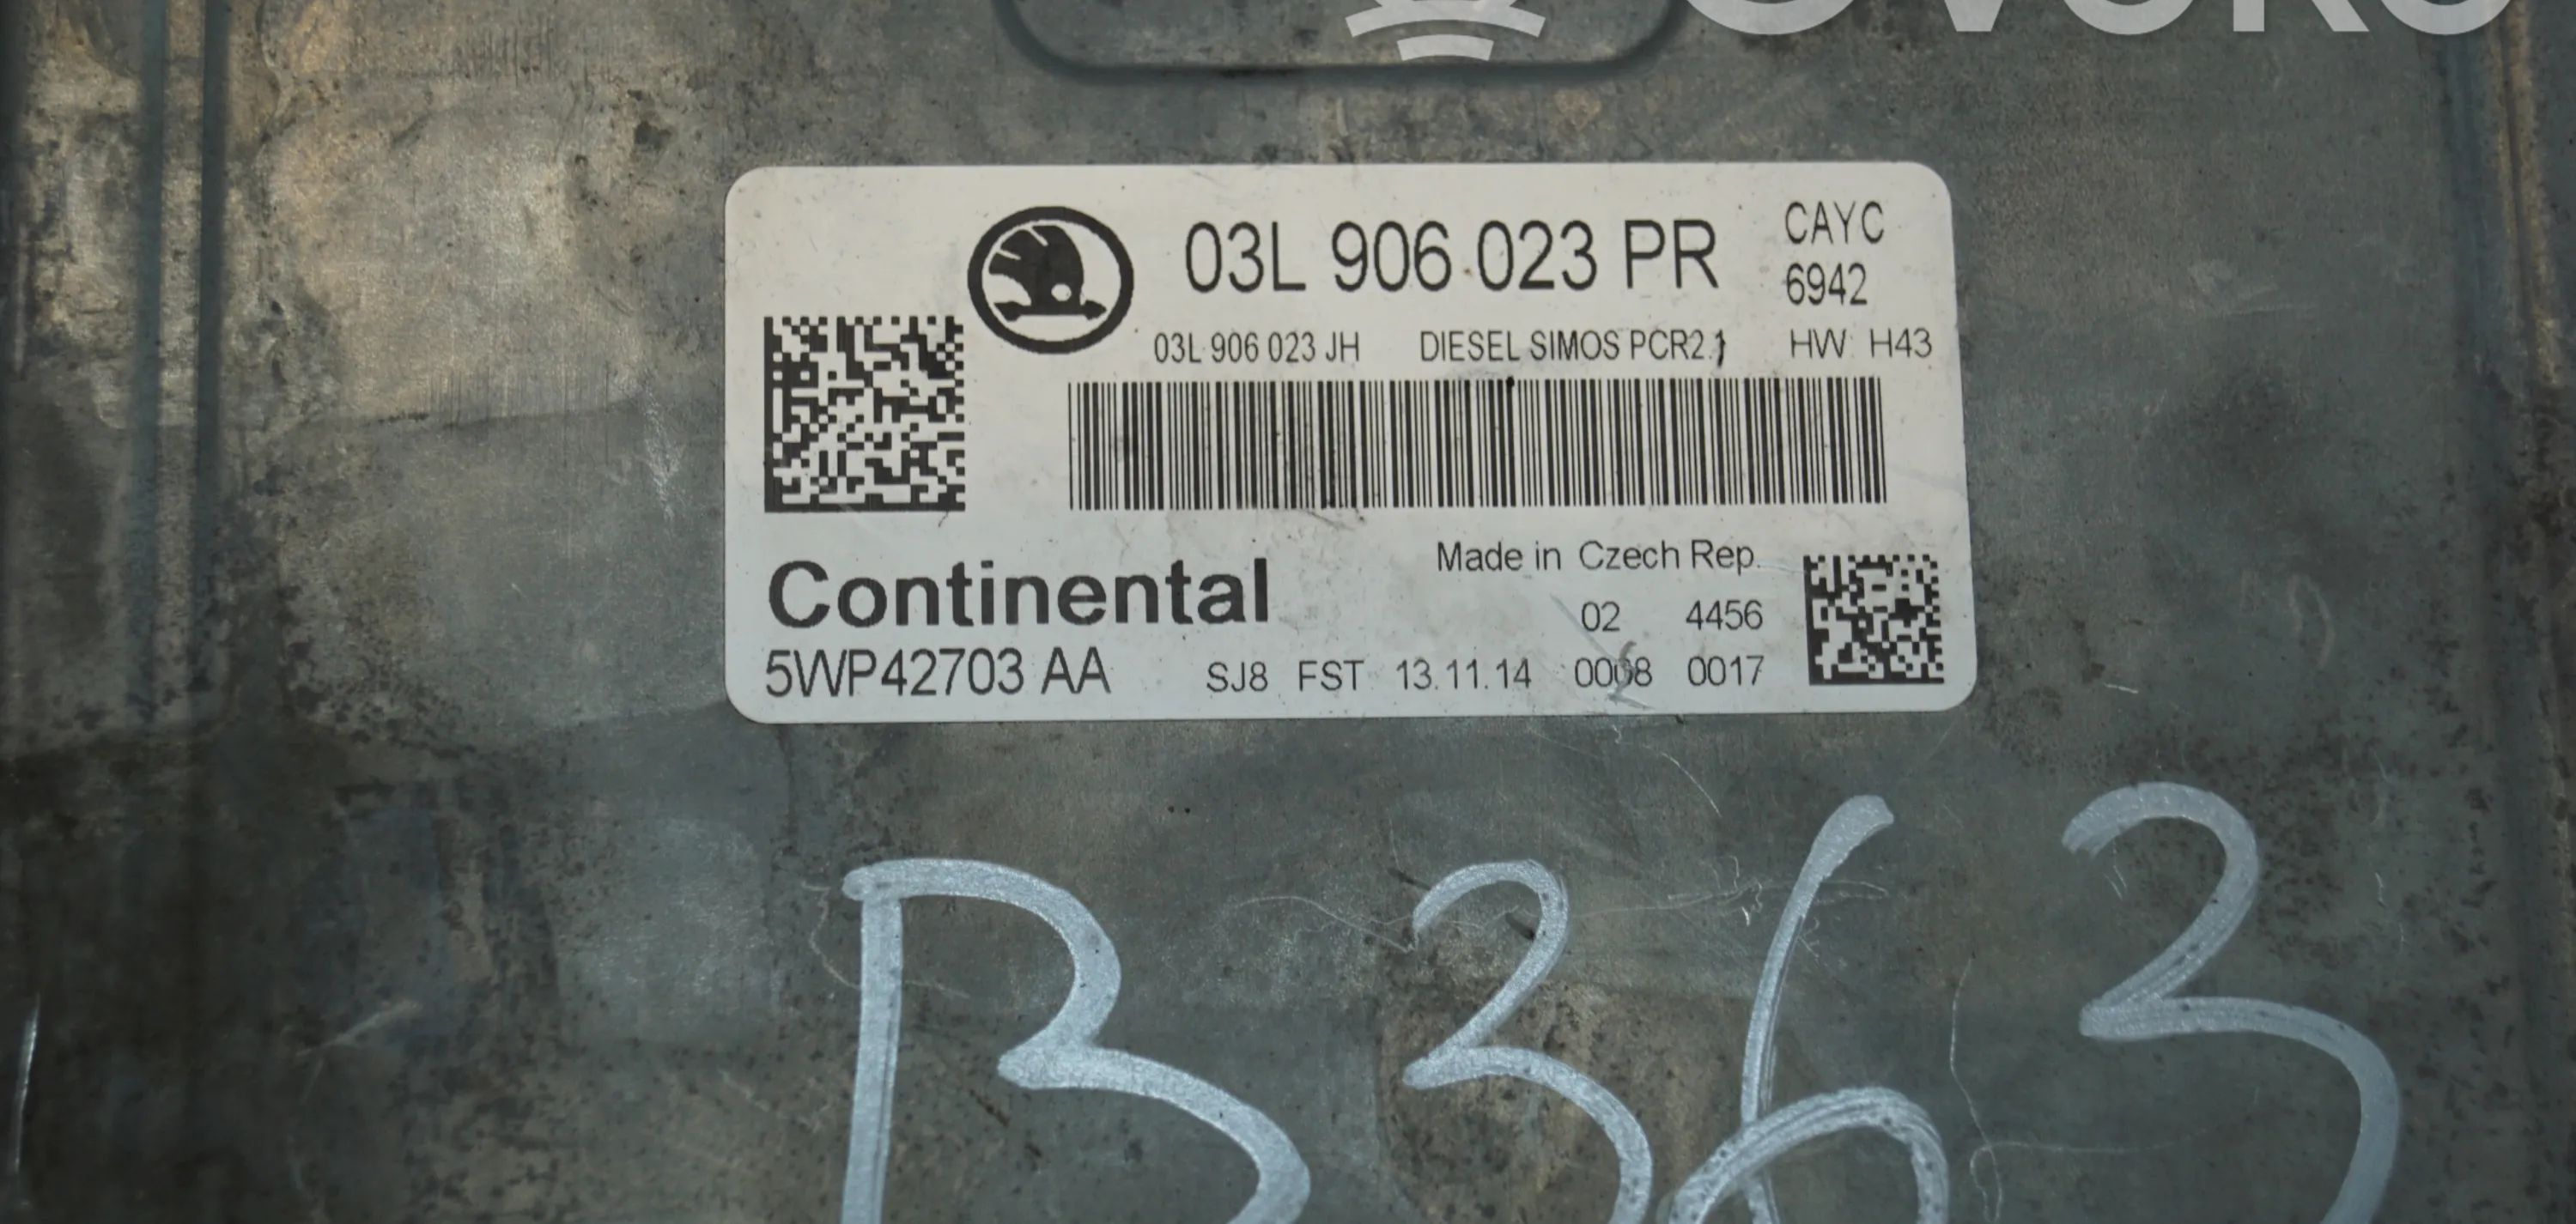 03L 906 023 PR
CAYC
6942
03L 906 023 JH DIESEL SIMOS PCR2.1 HW H43
Made in Czech Rep.
Continental
02 4456
5WP42703 AA SJ8 FST 13.11.14 0008 0017
B363